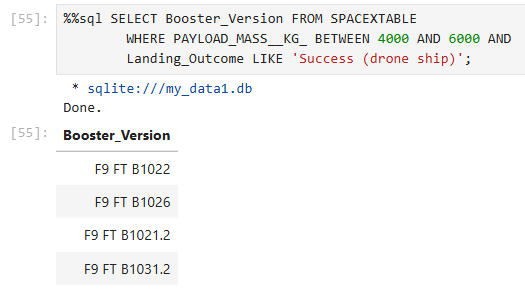 [55]: %%sql SELECT Booster_Version FROM SPACEXTABLE
WHERE PAYLOAD_MASS__KG_ BETWEEN 4000 AND 6000 AND
Landing_Outcome LIKE 'Success (drone ship)';
* sqlite:///my_data1.db
Done.
[55]: Booster_Version
F9 FT B1022
F9 FT B1026
F9 FT B1021.2
F9 FT B1031.2